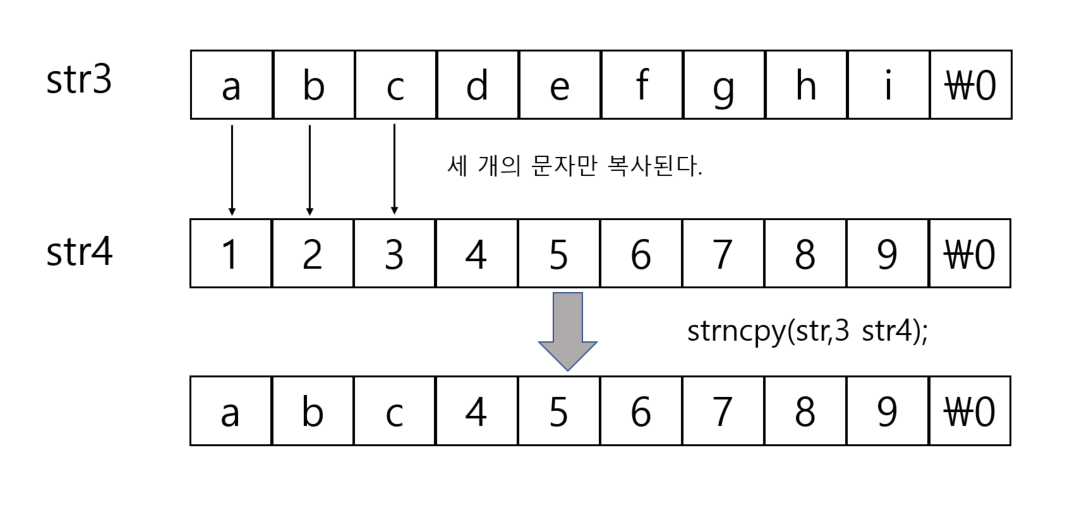 str3 a b c d e f g h i ₩0
세 개의 문자만 복사된다.
str4 1 2 3 4 5 6 7 8 9 ₩0
strncpy(str,3 str4);
a b c 4 5 6 7 8 9 ₩0